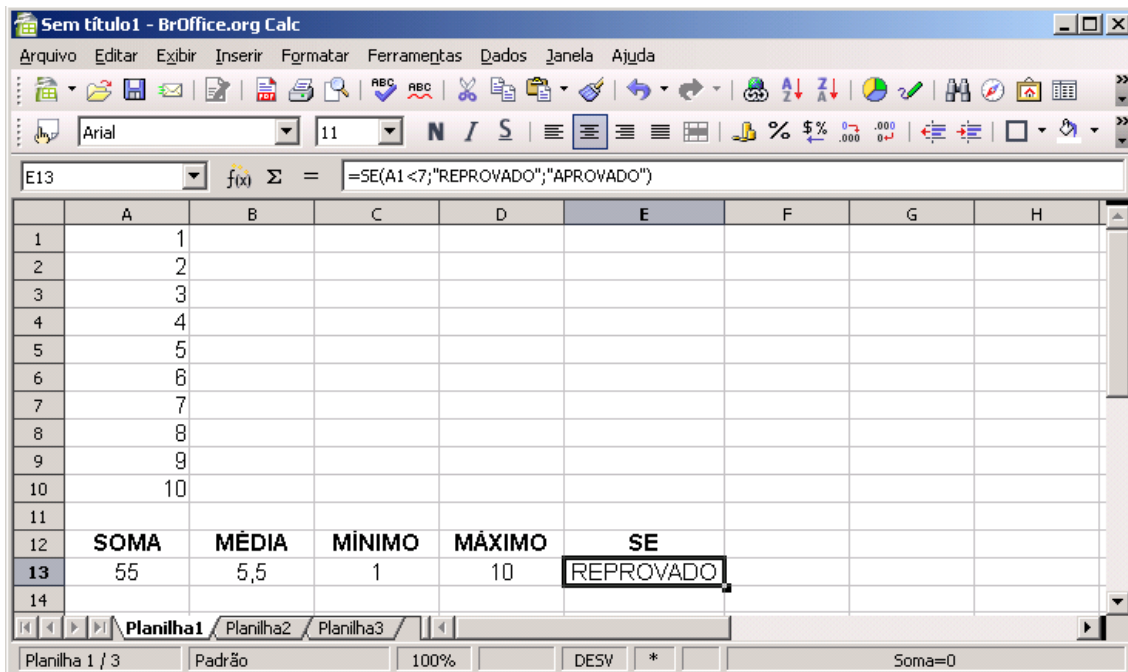 Sem título1 - BrOffice.org Calc
Arquivo Editar Exibir Inserir Formatar Ferramentas Dados Janela Ajuda
Arial 11 N I S
E13 f(x) Σ = =SE(A1<7;"REPROVADO";"APROVADO")
A B C D E F G H
1 1
2 2
3 3
4 4
5 5
6 6
7 7
8 8
9 9
10 10
11
12 SOMA MÉDIA MÍNIMO MÁXIMO SE
13 55 5,5 1 10 REPROVADO
14
Planilha1 Planilha2 Planilha3
Planilha 1 / 3 Padrão 100% DESV * Soma=0